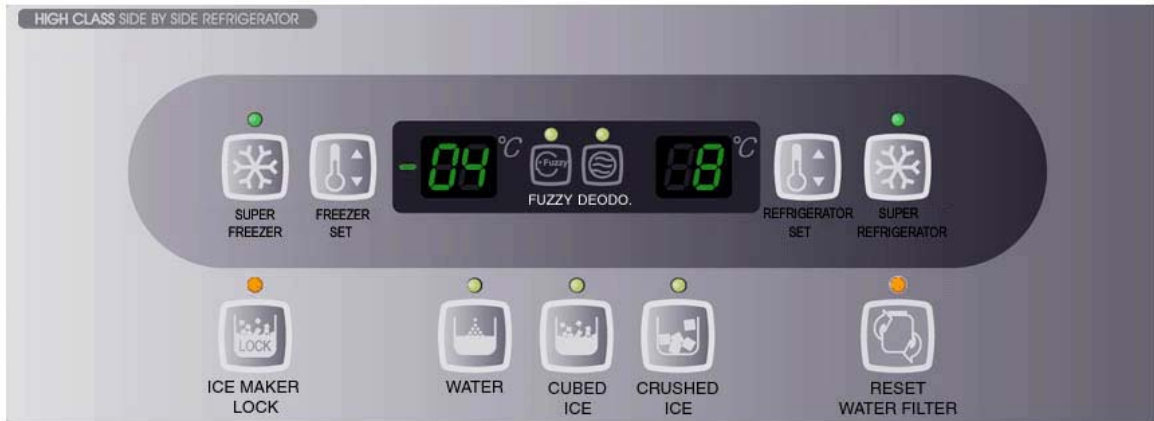 HIGH CLASS SIDE BY SIDE REFRIGERATOR
-04 °C
+Fuzzy
8 °C
FUZZY DEODO.
SUPER
FREEZER
FREEZER
SET
REFRIGERATOR
SET
SUPER
REFRIGERATOR
LOCK
ICE MAKER
LOCK
WATER
CUBED
ICE
CRUSHED
ICE
RESET
WATER FILTER